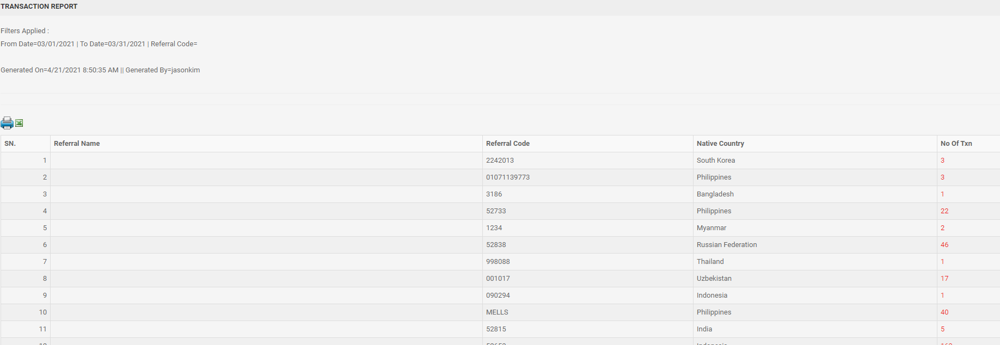 TRANSACTION REPORT
Filters Applied :
From Date=03/01/2021 | To Date=03/31/2021 | Referral Code=
Generated On=4/21/2021 8:50:35 AM || Generated By=jasonkim
SN. Referral Name Referral Code Native Country No Of Txn
1 2242013 South Korea 3
2 01071139773 Philippines 3
3 3186 Bangladesh 1
4 52733 Philippines 22
5 1234 Myanmar 2
6 52838 Russian Federation 46
7 998088 Thailand 1
8 001017 Uzbekistan 17
9 090294 Indonesia 1
10 MELLS Philippines 40
11 52815 India 5